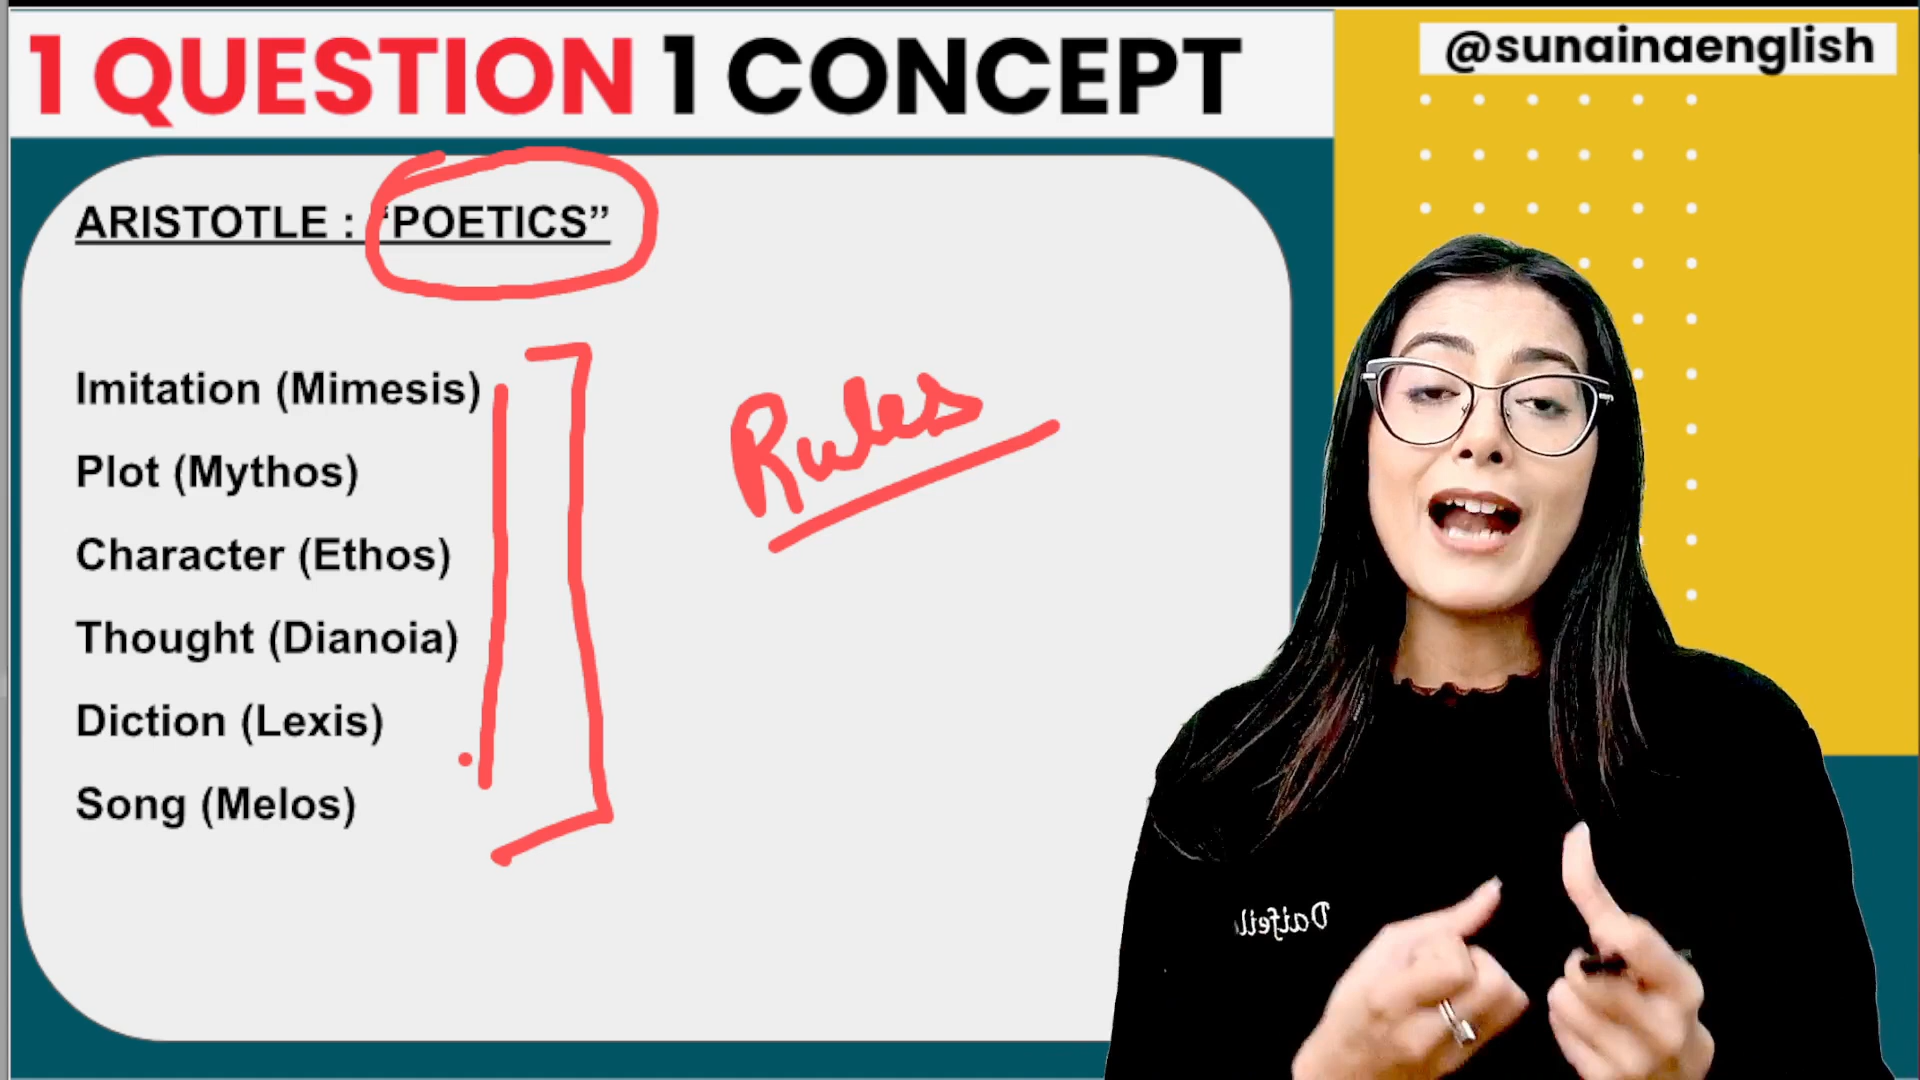 1 QUESTION 1 CONCEPT
@sunainaenglish
ARISTOTLE : “POETICS”
Imitation (Mimesis)
Plot (Mythos)
Character (Ethos)
Thought (Dianoia)
Diction (Lexis)
Song (Melos)
Rules